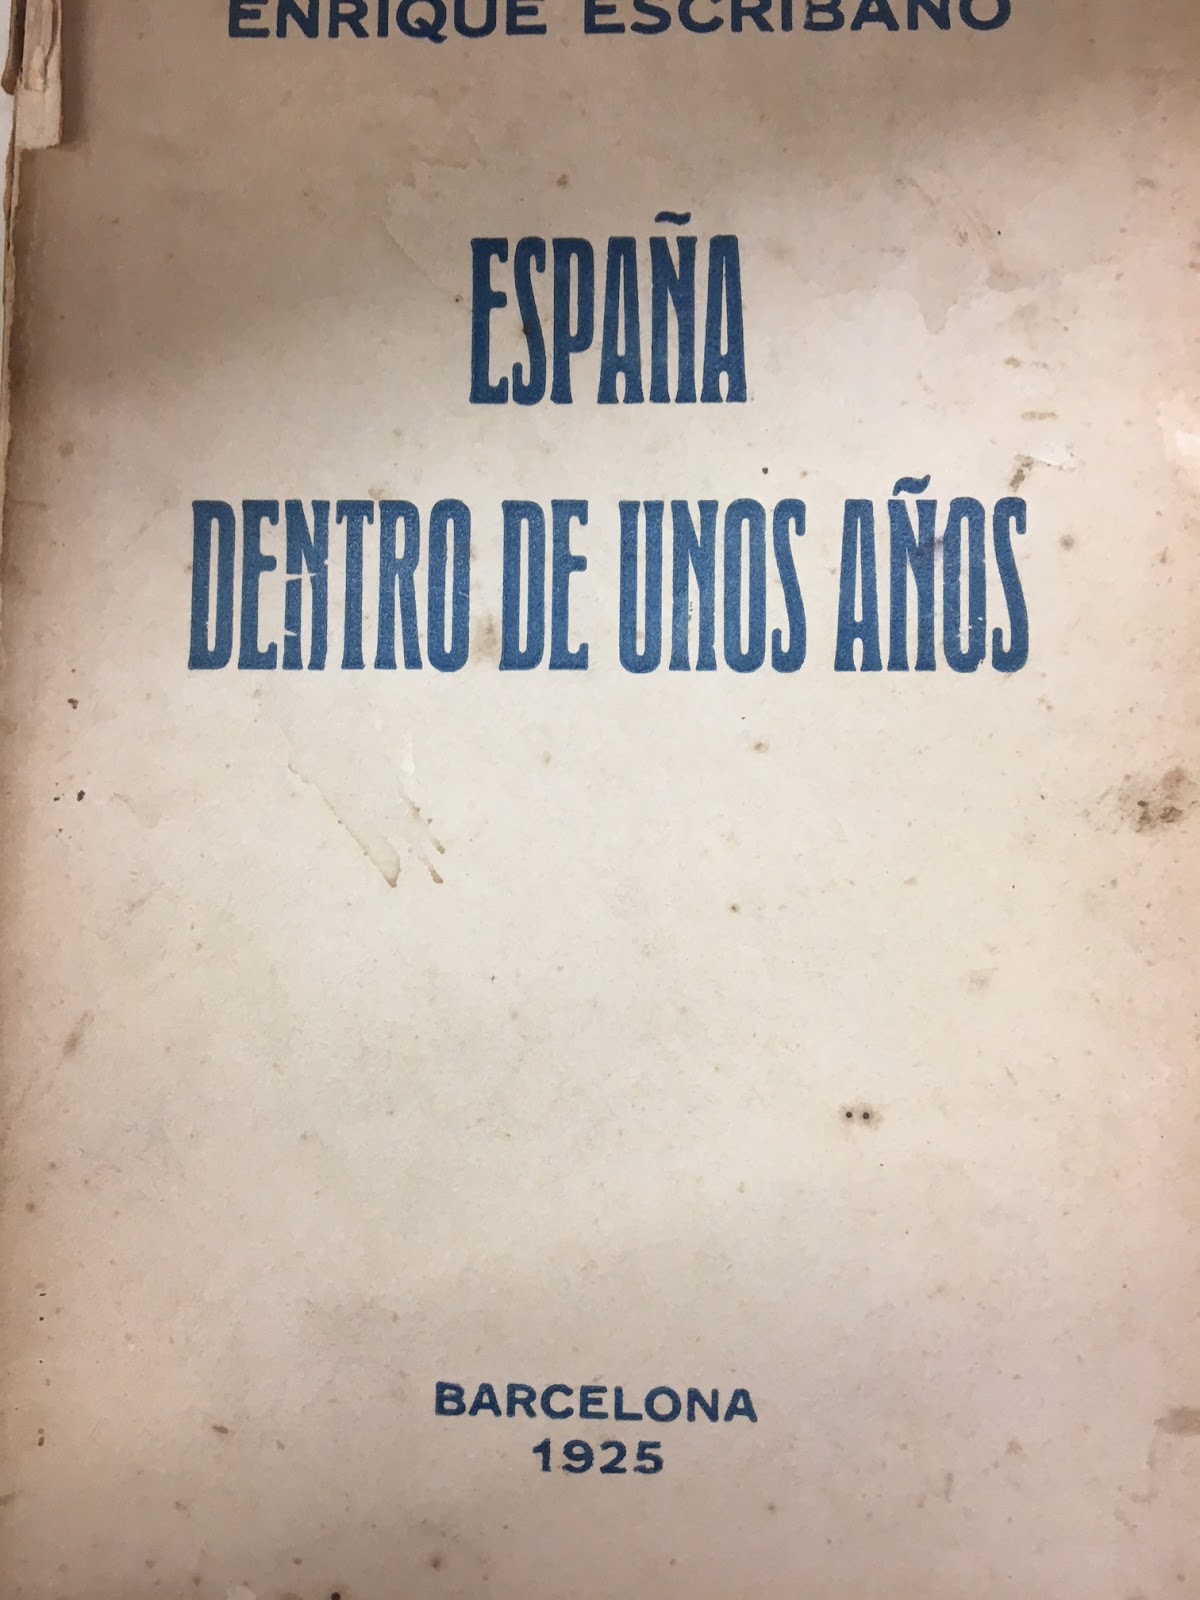 ENRIQUE ESCRIBANO
ESPAÑA
DENTRO DE UNOS AÑOS
BARCELONA
1925